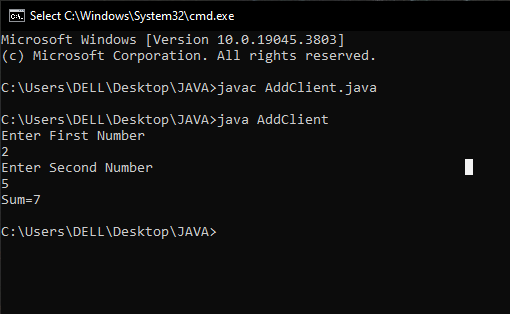 Select C:\Windows\System32\cmd.exe
Microsoft Windows [Version 10.0.19045.3803]
(c) Microsoft Corporation. All rights reserved.
C:\Users\DELL\Desktop\JAVA>javac AddClient.java
C:\Users\DELL\Desktop\JAVA>java AddClient
Enter First Number
2
Enter Second Number
5
Sum=7
C:\Users\DELL\Desktop\JAVA>